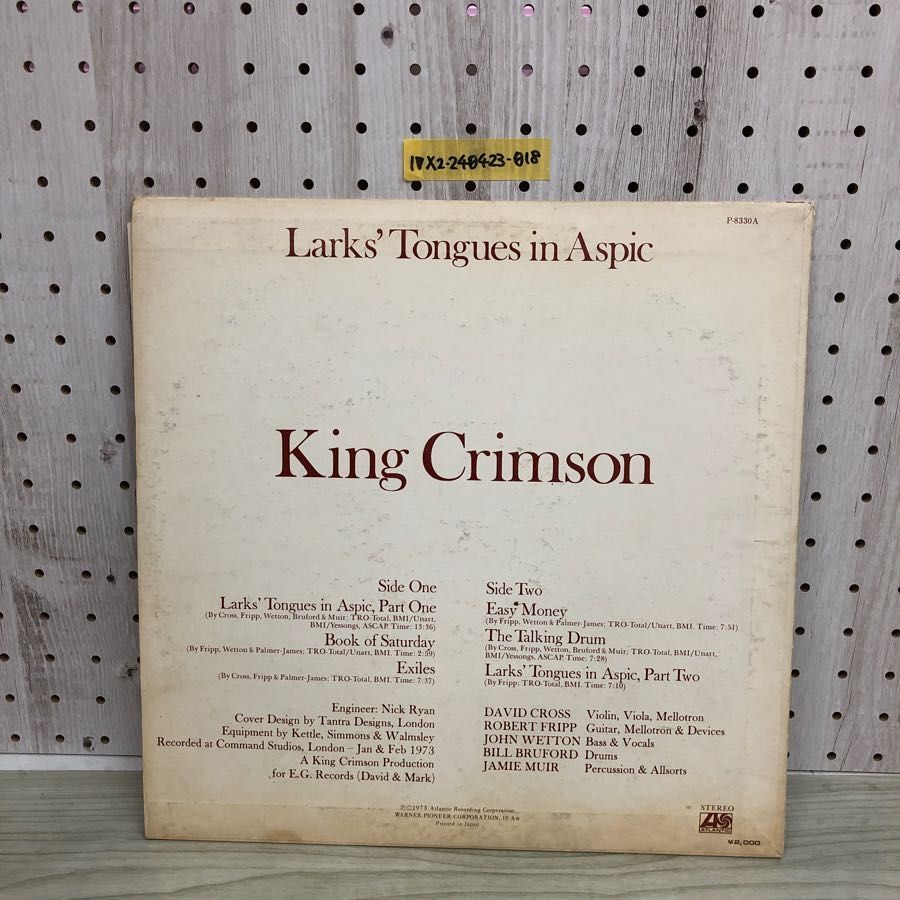 1▼X2-240423-018
P-8330A
Larks' Tongues in Aspic
King Crimson
Side One
Larks' Tongues in Aspic, Part One
(By Cross, Fripp, Wetton, Bruford & Muir; TRO-Total, BMI/Unart,
BMI/Yessongs, ASCAP. Time: 13:36)
Book of Saturday
(By Fripp, Wetton & Palmer-James; TRO-Total/Unart, BMI. Time: 2:59)
Exiles
(By Cross, Fripp & Palmer-James; TRO-Total, BMI. Time: 7:37)
Engineer: Nick Ryan
Cover Design by Tantra Designs, London
Equipment by Kettle, Simmons & Walmsley
Recorded at Command Studios, London – Jan & Feb 1973
A King Crimson Production
for E.G. Records (David & Mark)
Side Two
Easy Money
(By Fripp, Wetton & Palmer-James; TRO-Total/Unart, BMI. Time: 7:51)
The Talking Drum
(By Cross, Fripp, Wetton, Bruford & Muir; TRO-Total, BMI/Unart,
BMI/Yessongs, ASCAP. Time: 7:28)
Larks' Tongues in Aspic, Part Two
(By Fripp; TRO-Total, BMI. Time: 7:10)
DAVID CROSS Violin, Viola, Mellotron
ROBERT FRIPP Guitar, Mellotron & Devices
JOHN WETTON Bass & Vocals
BILL BRUFORD Drums
JAMIE MUIR Percussion & Allsorts
℗©1973 Atlantic Recording Corporation
WARNER-PIONEER CORPORATION, 15 A☆
Printed in Japan
STEREO
ATLANTIC
¥2,000